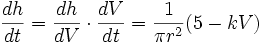 dh/dt = dh/dV · dV/dt = 1/(πr²) (5 − kV)